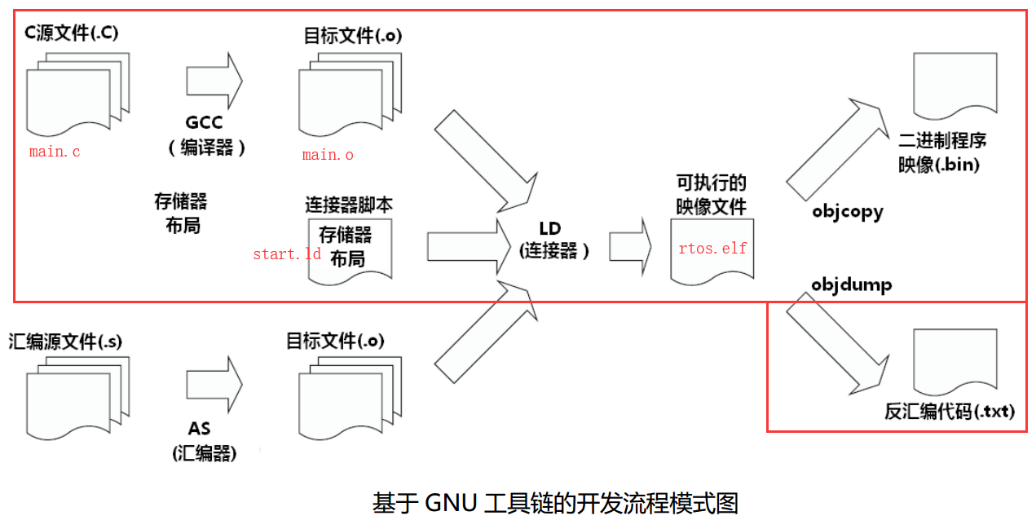 C源文件(.C)
目标文件(.o)
GCC
（编译器）
main.c
main.o
二进制程序
映像(.bin)
存储器
布局
连接器脚本
存储器
布局
start.ld
LD
(连接器）
可执行的
映像文件
rtos.elf
objcopy
objdump
汇编源文件(.s)
目标文件(.o)
AS
(汇编器)
反汇编代码(.txt)
基于 GNU 工具链的开发流程模式图